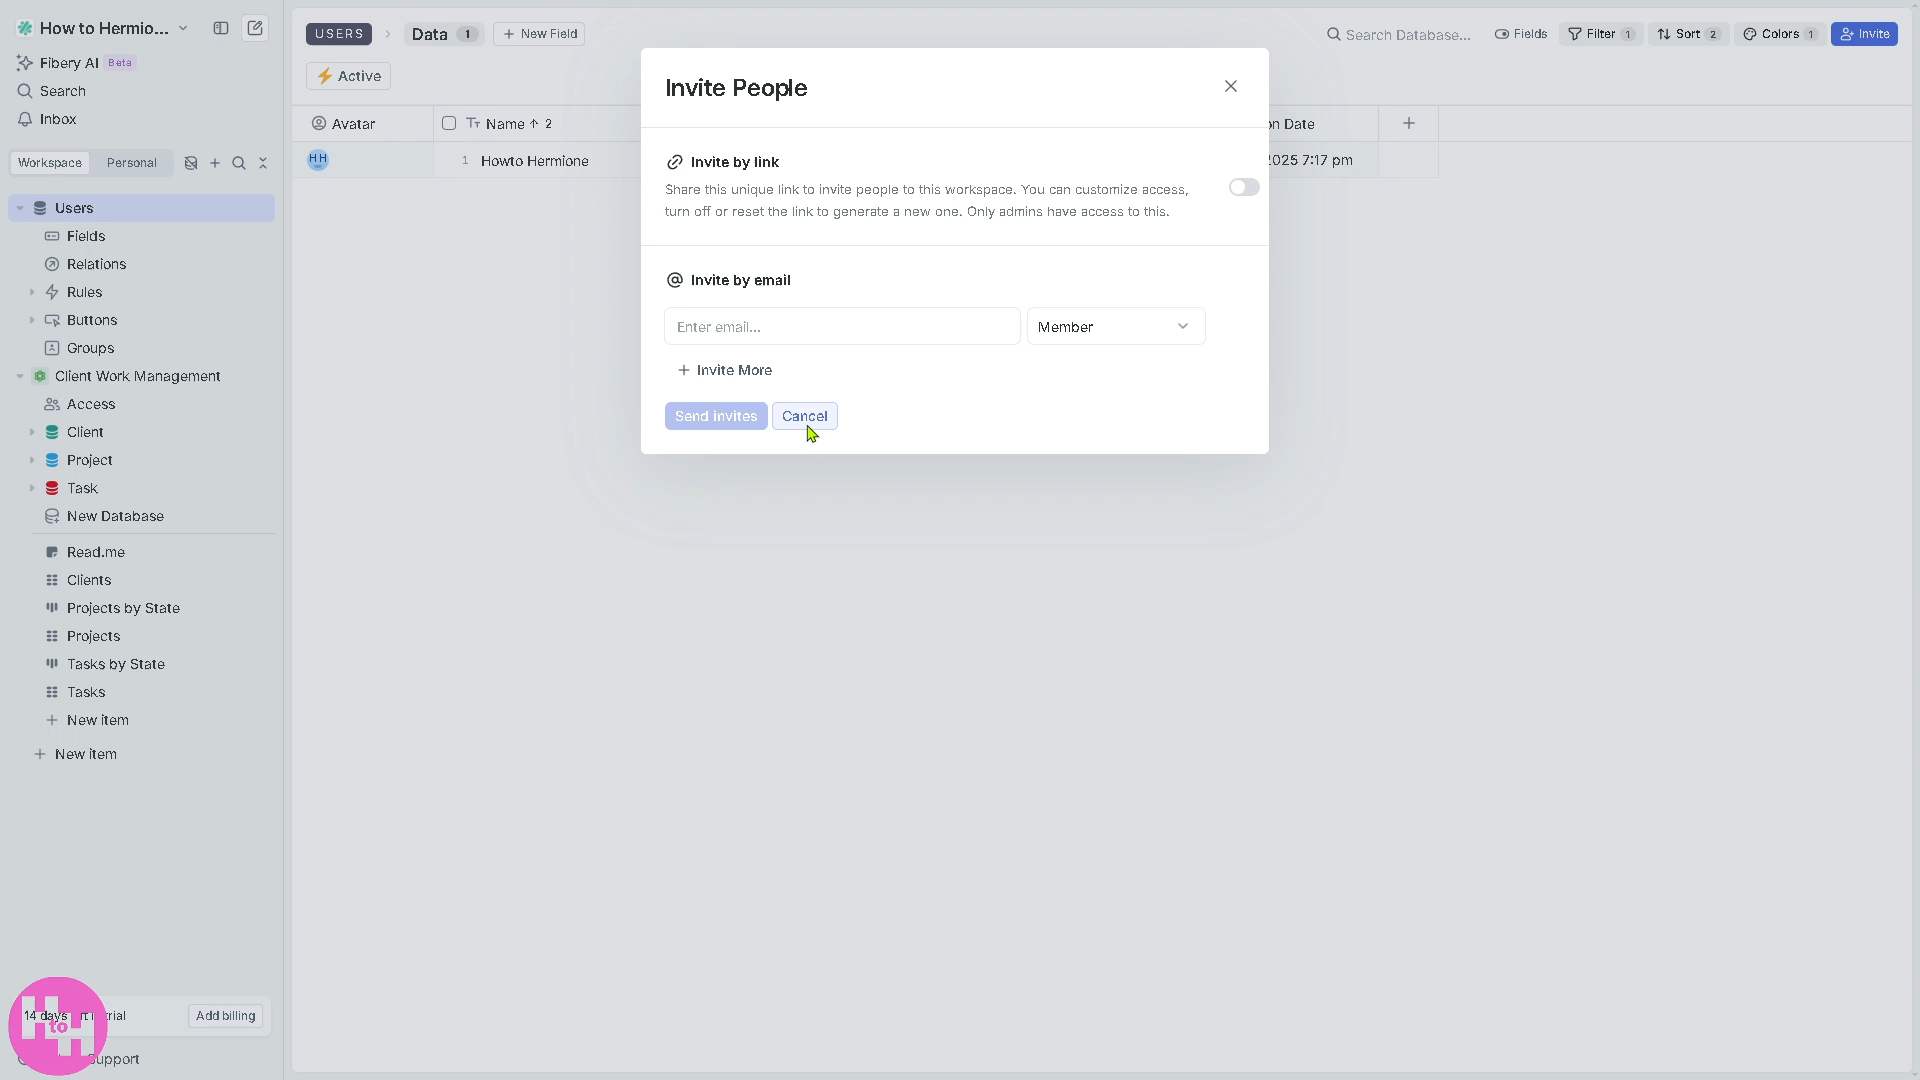 How to Hermio...
Fibery AI Beta
Search
Inbox
Workspace Personal
Users
Fields
Relations
Rules
Buttons
Groups
Client Work Management
Access
Client
Project
Task
New Database
Read.me
Clients
Projects by State
Projects
Tasks by State
Tasks
New item
New item
14 days trial
Add billing
Support
H to H
USERS Data 1 New Field
Search Database... Fields Filter 1 Sort 2 Colors 1 Invite
Active
Avatar Name 2 on Date
HH 1 Howto Hermione 2025 7:17 pm
Invite People
Invite by link
Share this unique link to invite people to this workspace. You can customize access,
turn off or reset the link to generate a new one. Only admins have access to this.
Invite by email
Enter email... Member
Invite More
Send invites Cancel